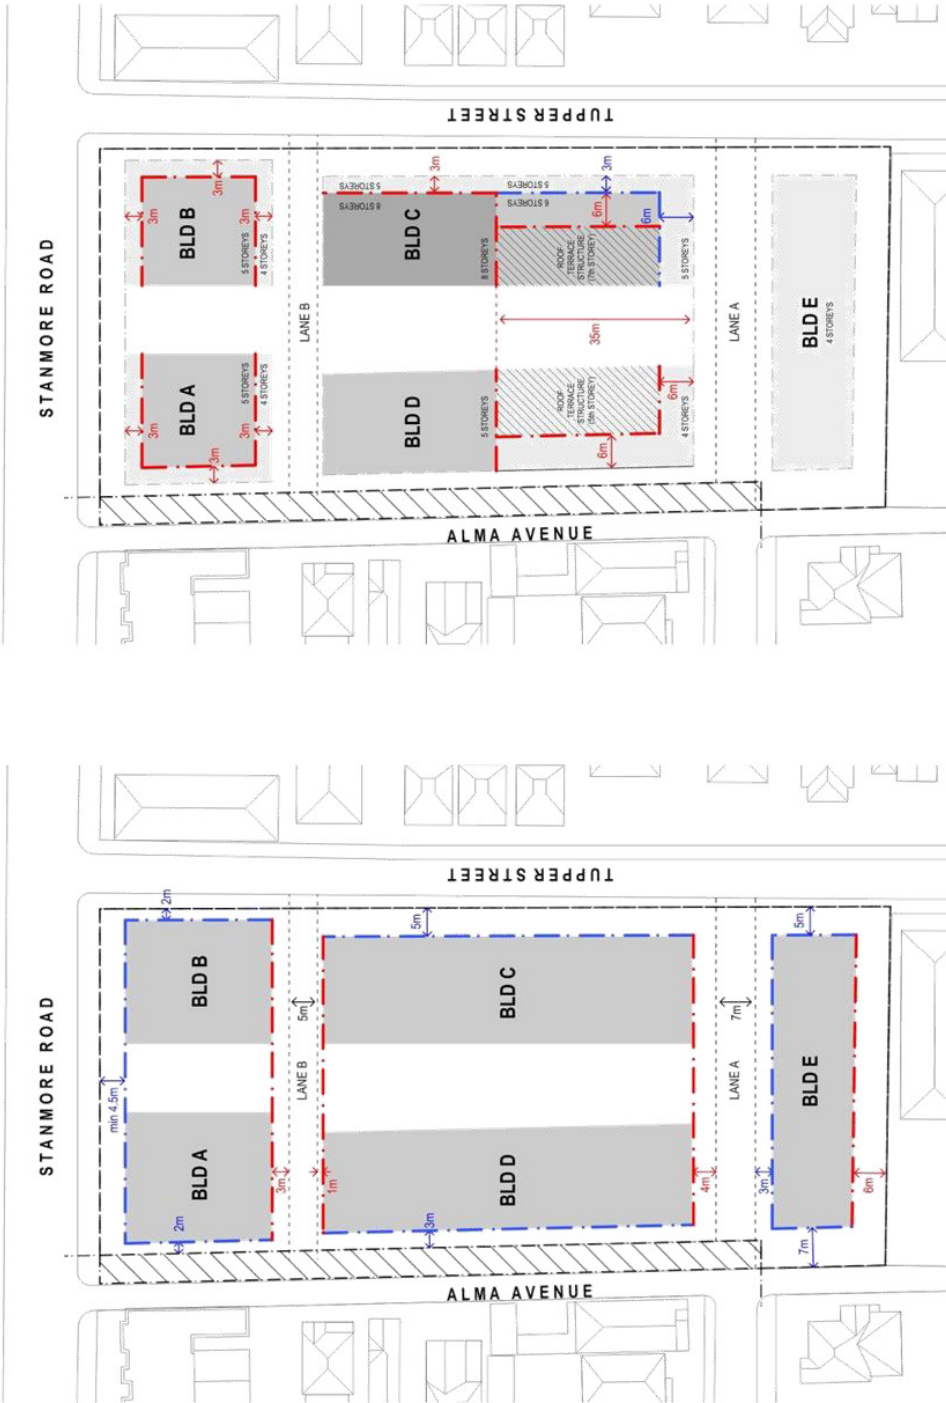 TUPPER STREET
STANMORE ROAD
3m
3m
3m
3m
BLD B
5 STOREYS
4 STOREYS
LANE B
5 STOREYS
8 STOREYS
3m
BLD C
8 STOREYS
5 STOREYS
6 STOREYS
3m
6m
6m
ROOF
TERRACE
STRUCTURE
(7th STOREY)
5 STOREYS
35m
LANE A
BLD E
4 STOREYS
BLD A
5 STOREYS
4 STOREYS
3m
3m
3m
BLD D
5 STOREYS
ROOF
TERRACE
STRUCTURE
(5th STOREY)
4 STOREYS
6m
6m
ALMA AVENUE
TUPPER STREET
STANMORE ROAD
2m
BLD B
5m
LANE B
5m
BLD C
7m
LANE A
5m
BLD E
min 4.5m
BLD A
2m
3m
1m
BLD D
3m
4m
3m
6m
7m
ALMA AVENUE